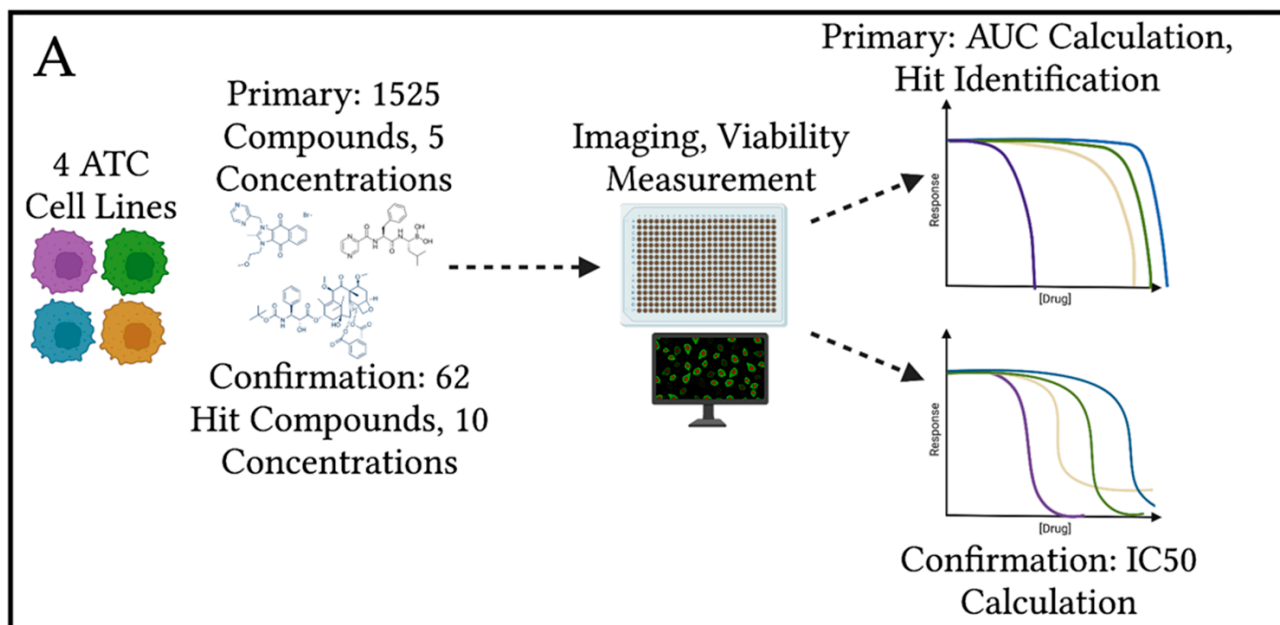 A
4 ATC
Cell Lines
Primary: 1525
Compounds, 5
Concentrations
Br-
Confirmation: 62
Hit Compounds, 10
Concentrations
Imaging, Viability
Measurement
Primary: AUC Calculation,
Hit Identification
Response
[Drug]
Response
[Drug]
Confirmation: IC50
Calculation